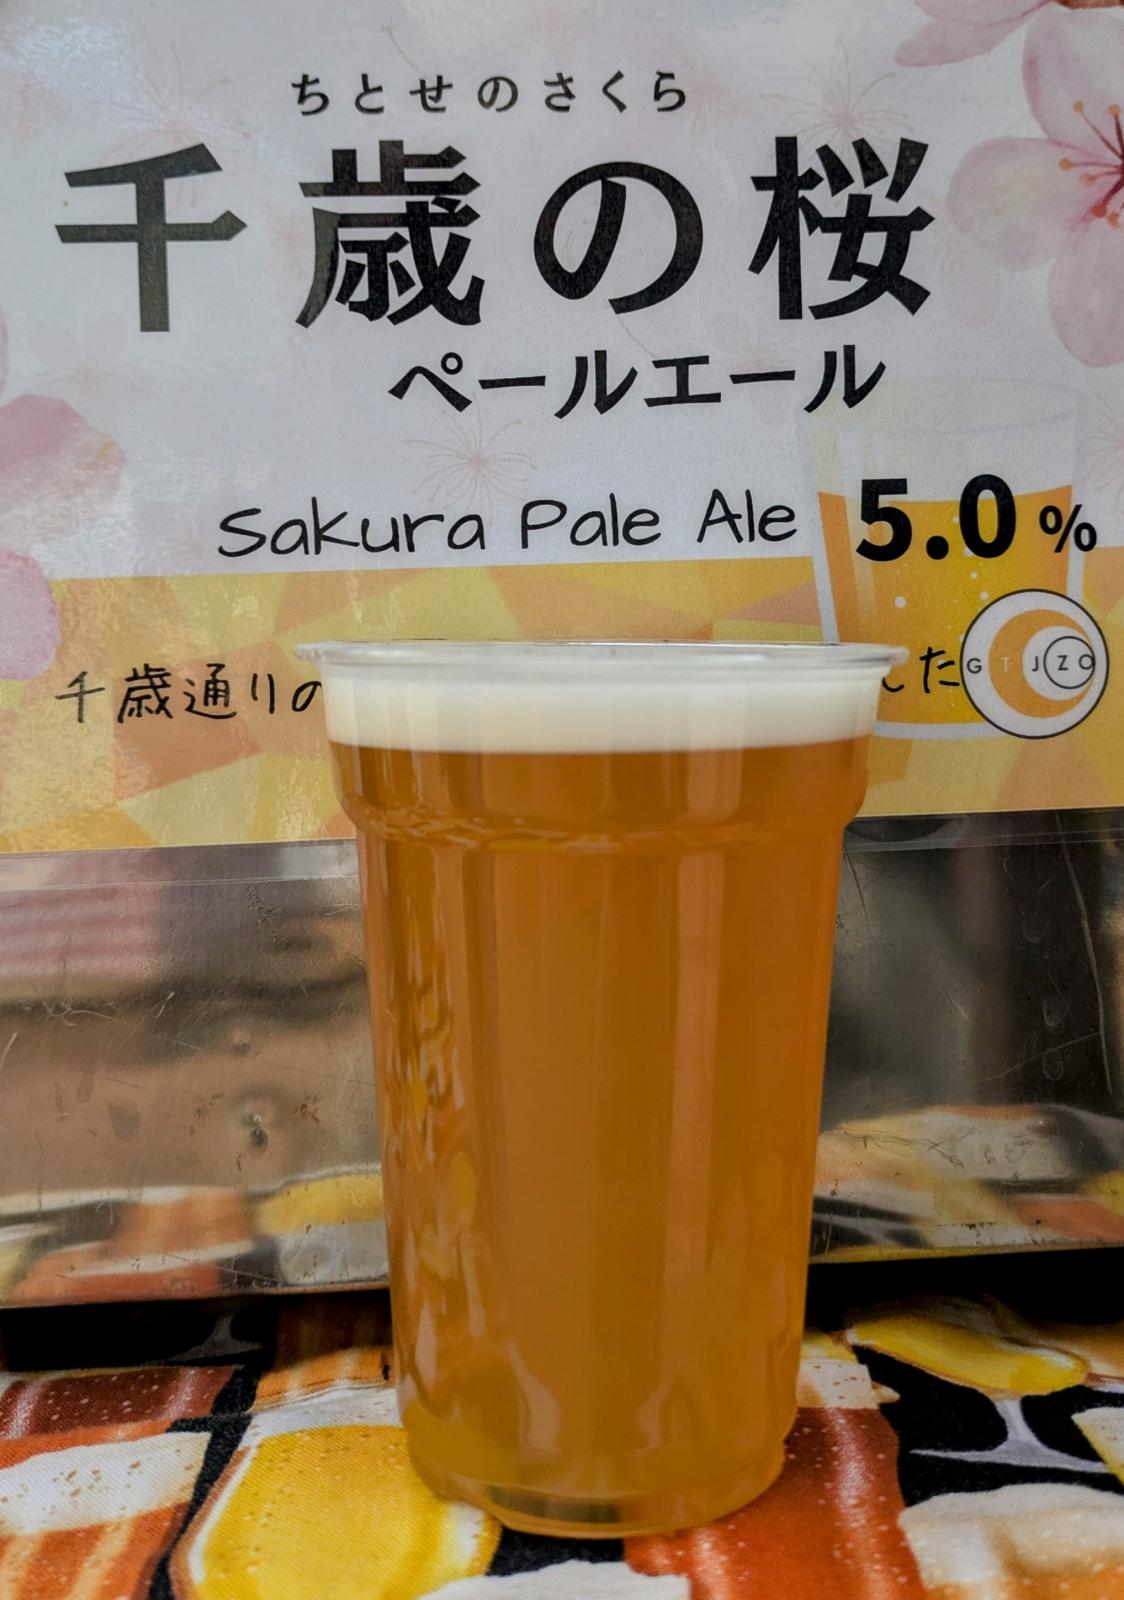 ちとせのさくら
千歳の桜
ペールエール
Sakura Pale Ale 5.0%
千歳通りの した
GTJZO